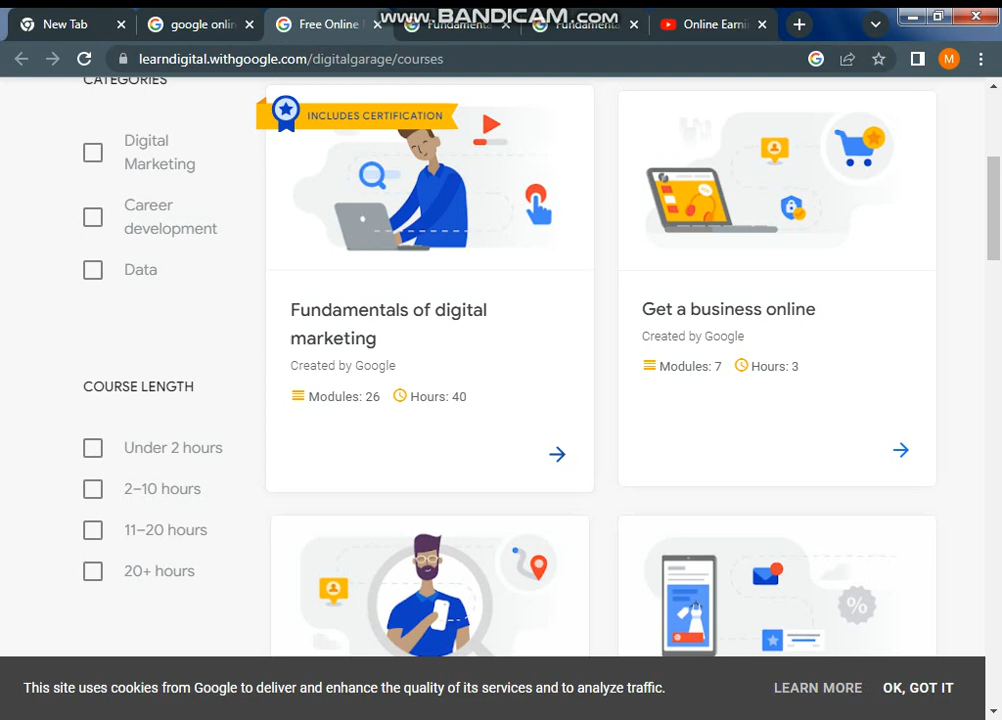 www.BANDICAM.com
New Tab
google onlin
Free Online
Fundamenta
Fundamenta
Online Earni
learndigital.withgoogle.com/digitalgarage/courses
M
CATEGORIES
Digital
Marketing
Career
development
Data
COURSE LENGTH
Under 2 hours
2–10 hours
11–20 hours
20+ hours
INCLUDES CERTIFICATION
Fundamentals of digital
marketing
Created by Google
Modules: 26 Hours: 40
Get a business online
Created by Google
Modules: 7 Hours: 3
%
This site uses cookies from Google to deliver and enhance the quality of its services and to analyze traffic.
LEARN MORE OK, GOT IT